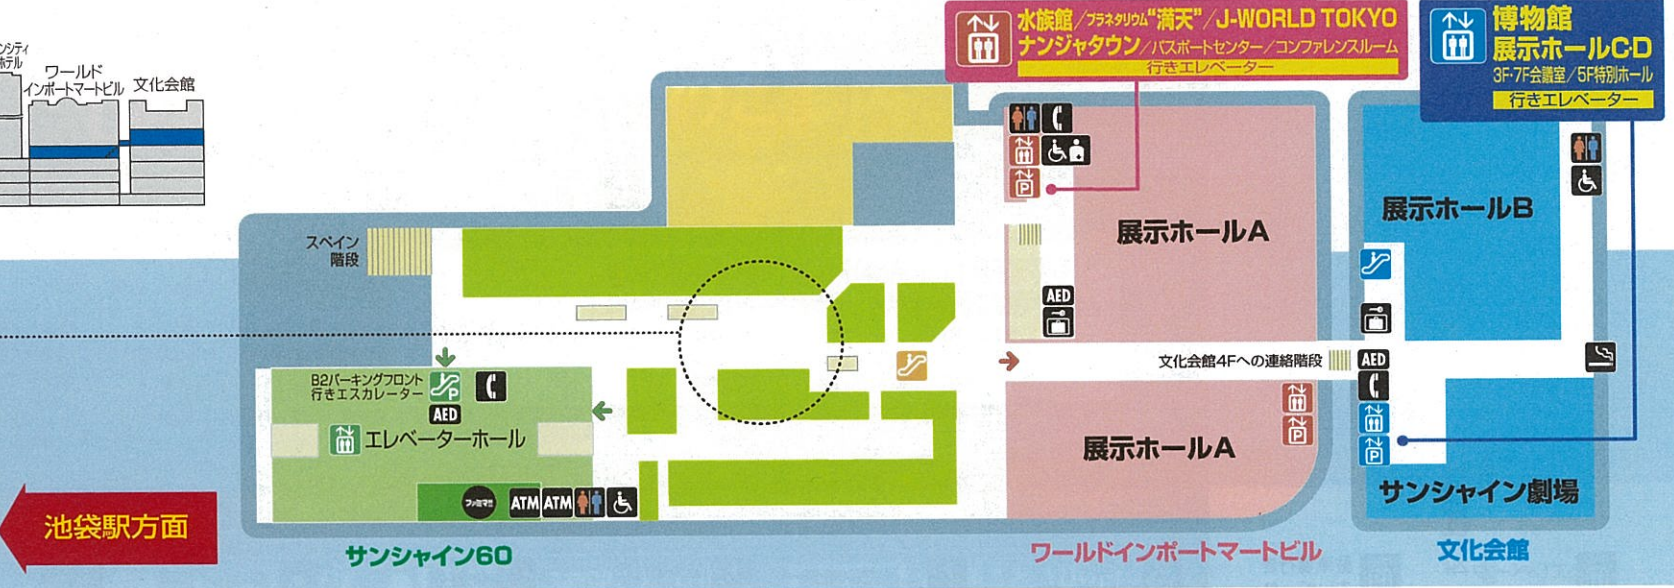 水族館／プラネタリウム“満天”／J-WORLD TOKYO
ナンジャタウン／パスポートセンター／コンファレンスルーム
行きエレベーター
博物館
展示ホールC・D
3F・7F会議室／5F特別ホール
行きエレベーター
ンシティ
ホテル
ワールド
インポートマートビル
文化会館
スペイン
階段
展示ホールA
展示ホールB
AED
文化会館4Fへの連絡階段
AED
B2パーキングフロント
行きエスカレーター
P
AED
エレベーターホール
P
P
P
展示ホールA
サンシャイン劇場
ファミマ!!
ATM
ATM
池袋駅方面
サンシャイン60
ワールドインポートマートビル
文化会館